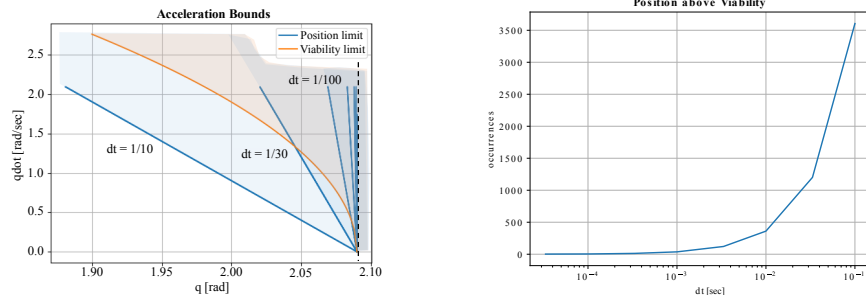 Acceleration Bounds
Position limit
Viability limit
dt = 1/100
dt = 1/10
dt = 1/30
qdot [rad/sec]
2.5
2.0
1.5
1.0
0.5
0.0
1.90
1.95
2.00
2.05
2.10
q [rad]
Position above Viability
occurrences
3500
3000
2500
2000
1500
1000
500
0
10⁻⁴
10⁻³
10⁻²
10⁻¹
dt [sec]